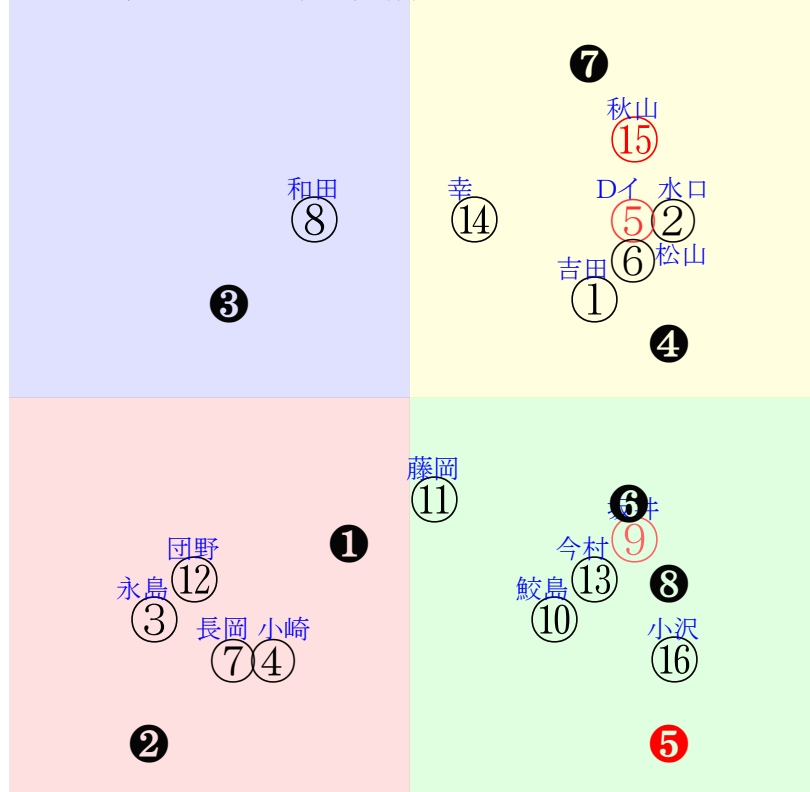 ❼
秋山
⑮
和田
⑧
幸
⑭
Dイ
⑤
水口
②
⑥
松山
吉田
①
❸
❹
藤岡
⑪
❻
坂井
⑨
❶
団野
⑫
今村
⑬
❽
永島
③
鮫島
⑩
長岡
⑦
小崎
④
小沢
⑯
❷
❺